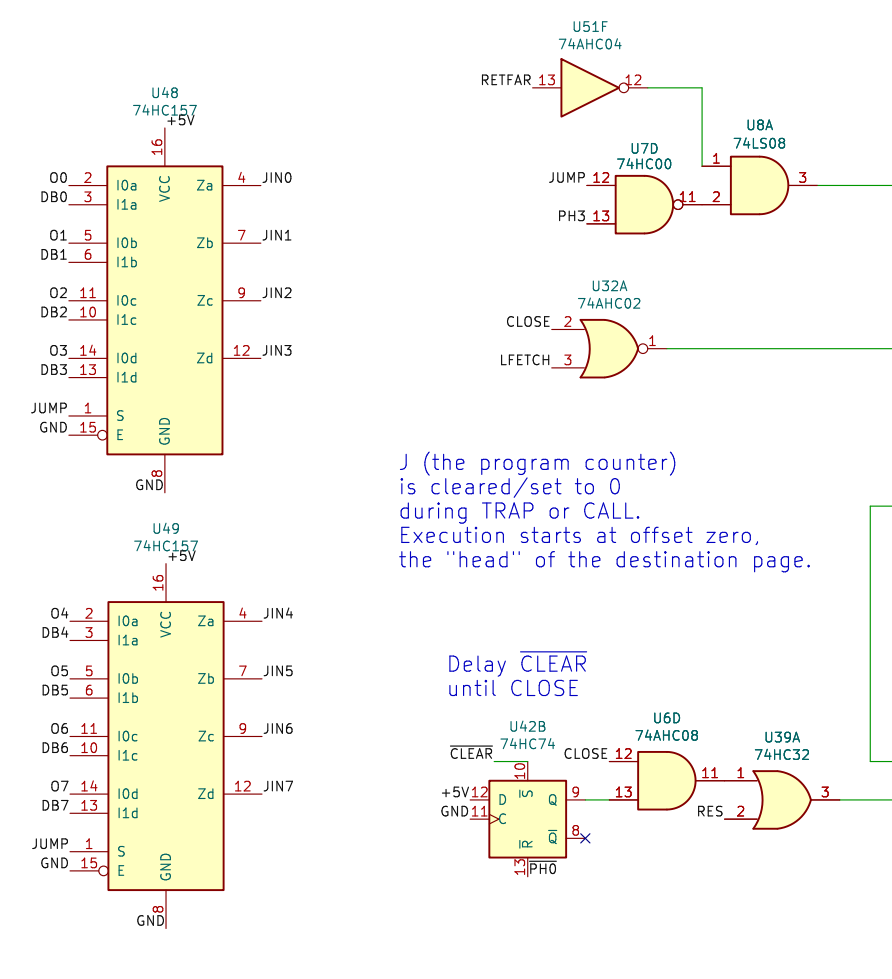 U48
74HC157
+5V
16
VCC
O0 2 I0a Za 4 JIN0
DB0 3 I1a
O1 5 I0b Zb 7 JIN1
DB1 6 I1b
O2 11 I0c Zc 9 JIN2
DB2 10 I1c
O3 14 I0d Zd 12 JIN3
DB3 13 I1d
JUMP 1 S
GND 15 E
GND
8
GND
U49
74HC157
+5V
16
VCC
O4 2 I0a Za 4 JIN4
DB4 3 I1a
O5 5 I0b Zb 7 JIN5
DB5 6 I1b
O6 11 I0c Zc 9 JIN6
DB6 10 I1c
O7 14 I0d Zd 12 JIN7
DB7 13 I1d
JUMP 1 S
GND 15 E
GND
8
GND
U51F
74AHC04
RETFAR 13 12
U7D
74HC00
JUMP 12
PH3 13
11
U8A
74LS08
1
2
3
U32A
74AHC02
CLOSE 2
LFETCH 3
1
J (the program counter)
is cleared/set to 0
during TRAP or CALL.
Execution starts at offset zero,
the "head" of the destination page.
Delay CLEAR
until CLOSE
U42B
74HC74
CLEAR
10
S
+5V 12 D Q 9
GND 11 C
Q 8
R
13
PH0
U6D
74AHC08
CLOSE 12
13
11
U39A
74HC32
1
RES 2
3